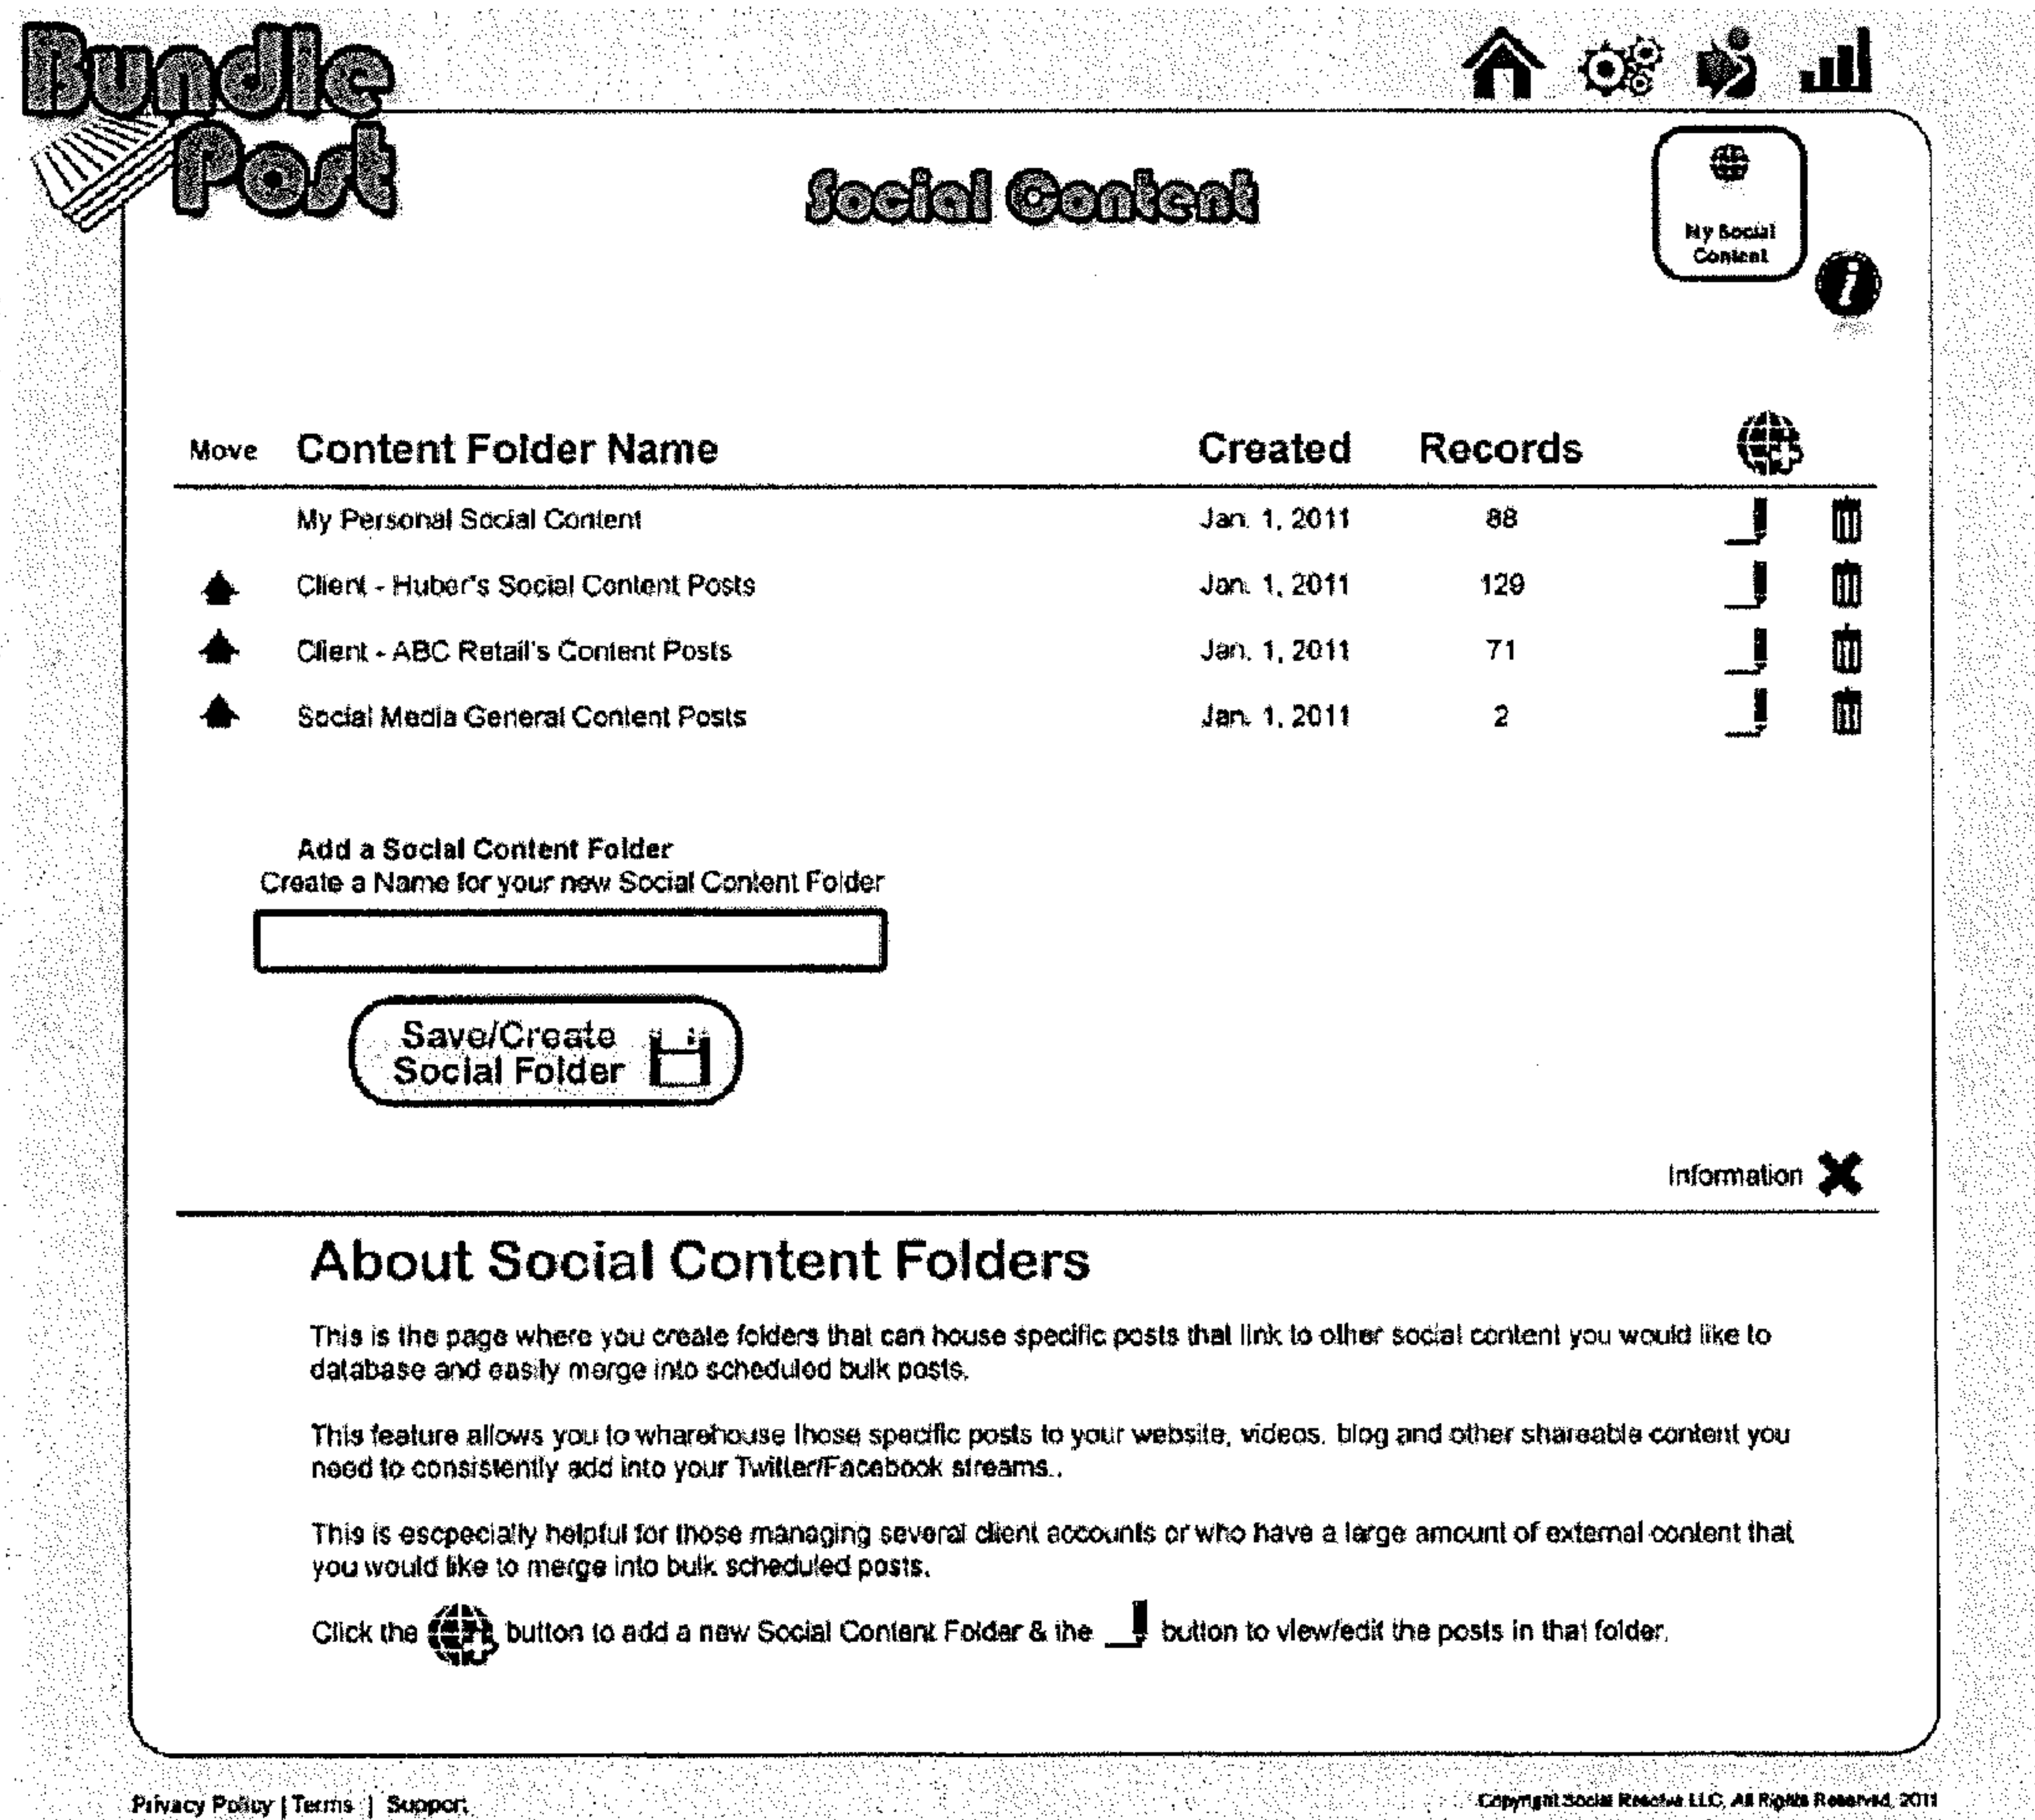 Bundle
Post
Social Content
My Social
Content
Move Content Folder Name Created Records
My Personal Social Content Jan. 1, 2011 88
Client - Huber's Social Content Posts Jan. 1, 2011 129
Client - ABC Retail's Content Posts Jan. 1, 2011 71
Social Media General Content Posts Jan. 1, 2011 2
Add a Social Content Folder
Create a Name for your new Social Content Folder
Save/Create
Social Folder
Information
About Social Content Folders
This is the page where you create folders that can house specific posts that link to other social content you would like to
database and easily merge into scheduled bulk posts.
This feature allows you to wharehouse those specific posts to your website, videos. blog and other shareable content you
need to consistently add into your Twitter/Facebook streams..
This is escpecially helpful for those managing several client accounts or who have a large amount of external content that
you would like to merge into bulk scheduled posts.
Click the button to add a new Social Content Folder & the button to view/edit the posts in that folder.
Privacy Policy | Terms | Support
Copyright Social Resolve LLC, All Rights Reserved, 2011